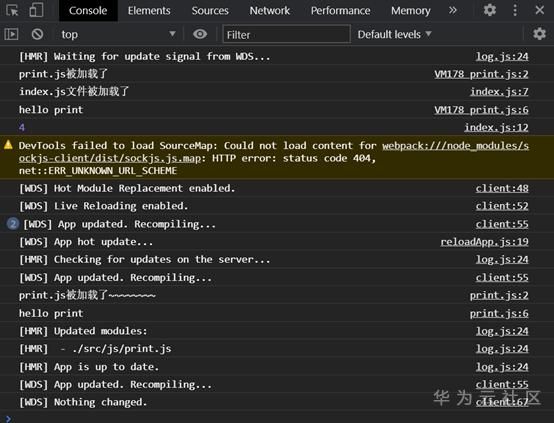 Console Elements Sources Network Performance Memory
top Filter Default levels
[HMR] Waiting for update signal from WDS... log.js:24
print.js被加载了 VM178 print.js:2
index.js文件被加载了 index.js:7
hello print VM178 print.js:6
4 index.js:12
DevTools failed to load SourceMap: Could not load content for webpack:///node_modules/s
ockjs-client/dist/sockjs.js.map: HTTP error: status code 404,
net::ERR_UNKNOWN_URL_SCHEME
[WDS] Hot Module Replacement enabled. client:48
[WDS] Live Reloading enabled. client:52
2 [WDS] App updated. Recompiling... client:55
[WDS] App hot update... reloadApp.js:19
[HMR] Checking for updates on the server... log.js:24
[WDS] App updated. Recompiling... client:55
print.js被加载了~~~~~~~~ print.js:2
hello print print.js:6
[HMR] Updated modules: log.js:24
[HMR]  - ./src/js/print.js log.js:24
[HMR] App is up to date. log.js:24
[WDS] App updated. Recompiling... client:55
[WDS] Nothing changed. client:67
华为云社区